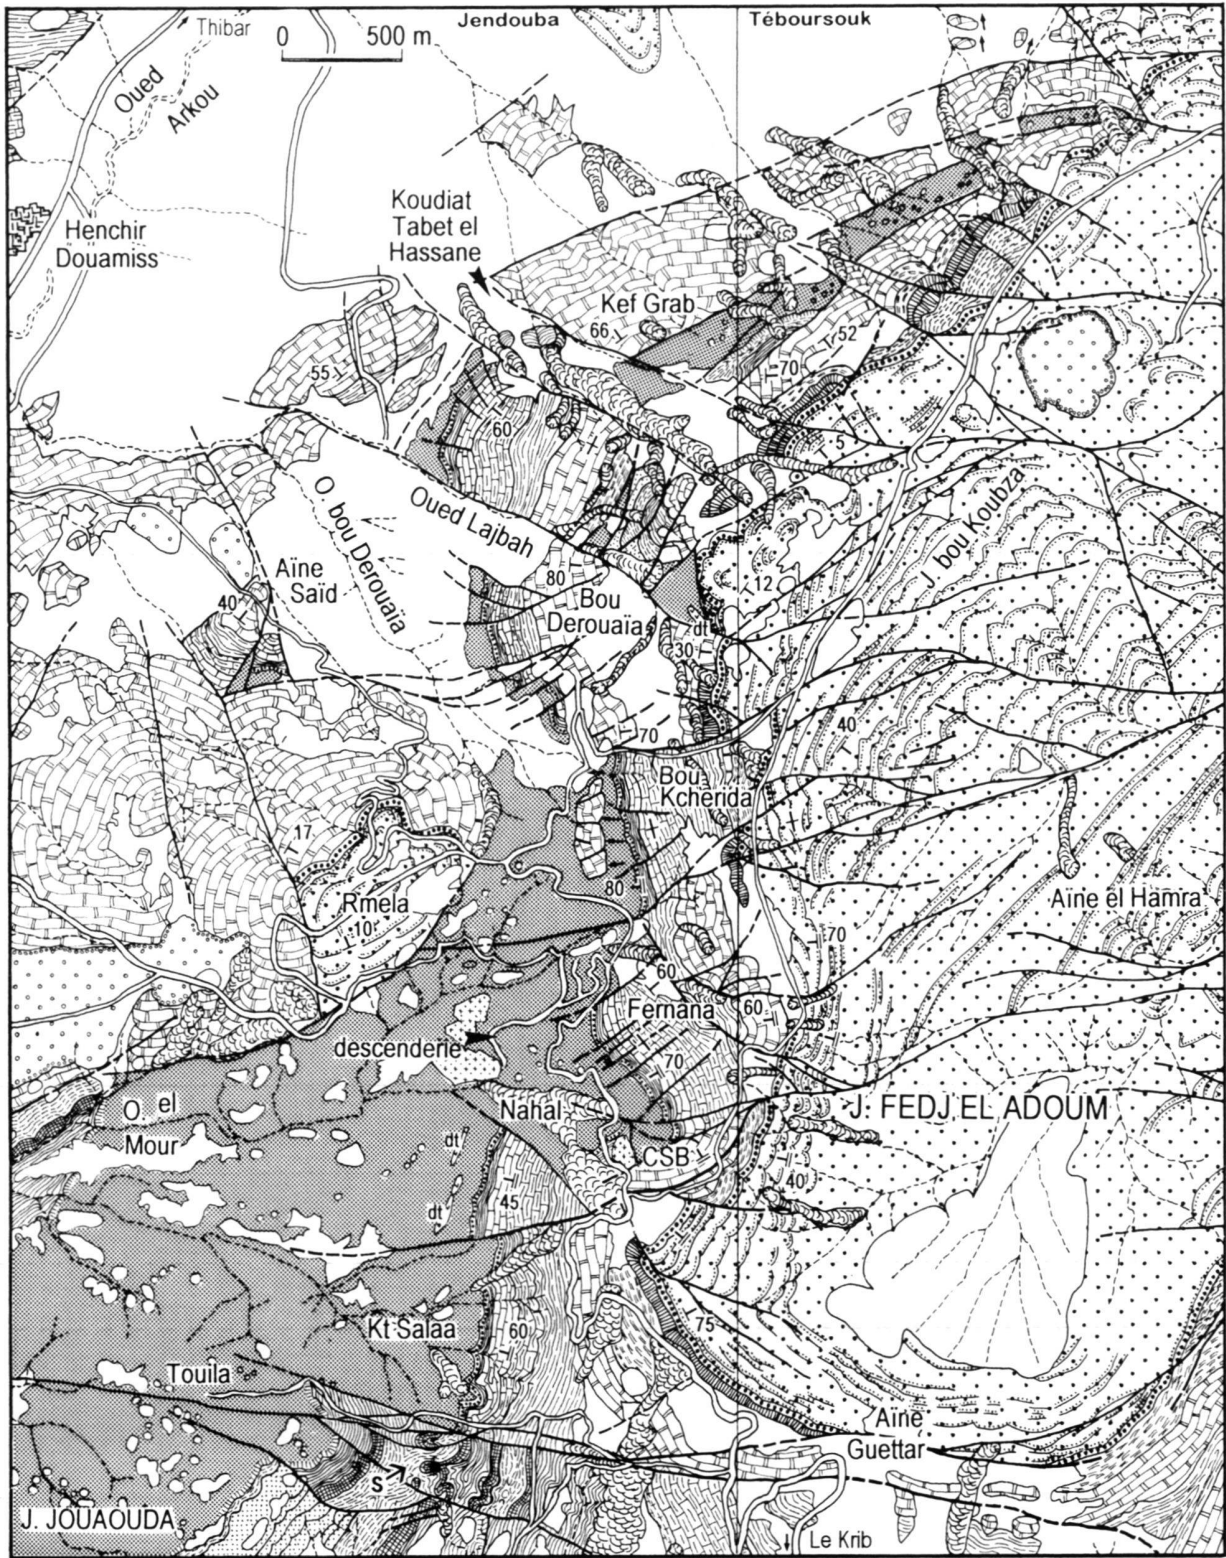 Jendouba
Téboursouk
Thibar
0 500 m
Oued
Arkou
Koudiat
Tabet el
Hassane
Henchir
Douamiss
Kef Grab
66
52
55
70
60
5
Oued Lajbah
O. bou Derouaïa
J. bou Koubza
Aïne
Saïd
80
12
40
Bou
Derouaïa
dt
30
40
70
Bou
Kcherida
17
80
Rmela
Aïne el Hamra
10
70
60
Fernana
60
descenderie
70
O. el
Mour
Nahal
J. FEDJ EL ADOUM
dt
CSB
40
45
dt
Kt Salaa
60
75
Touila
Aïne
Guettar
S
J. JOUAOUDA
Le Krib